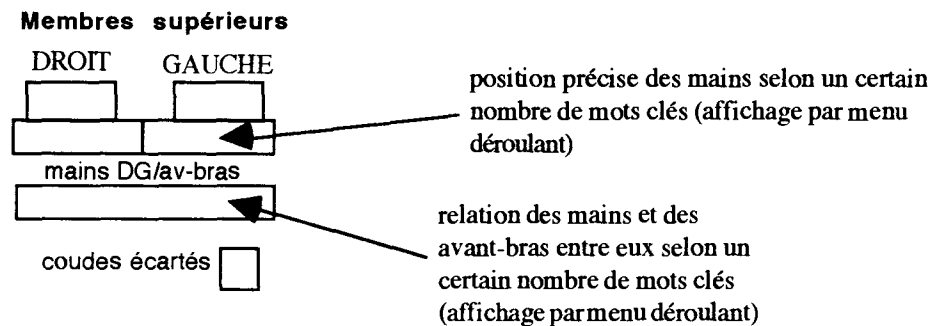 Membres supérieurs
DROIT GAUCHE
position précise des mains selon un certain
nombre de mots clés (affichage par menu
déroulant)
mains DG/av-bras
relation des mains et des
avant-bras entre eux selon un
certain nombre de mots clés
(affichage par menu déroulant)
coudes écartés